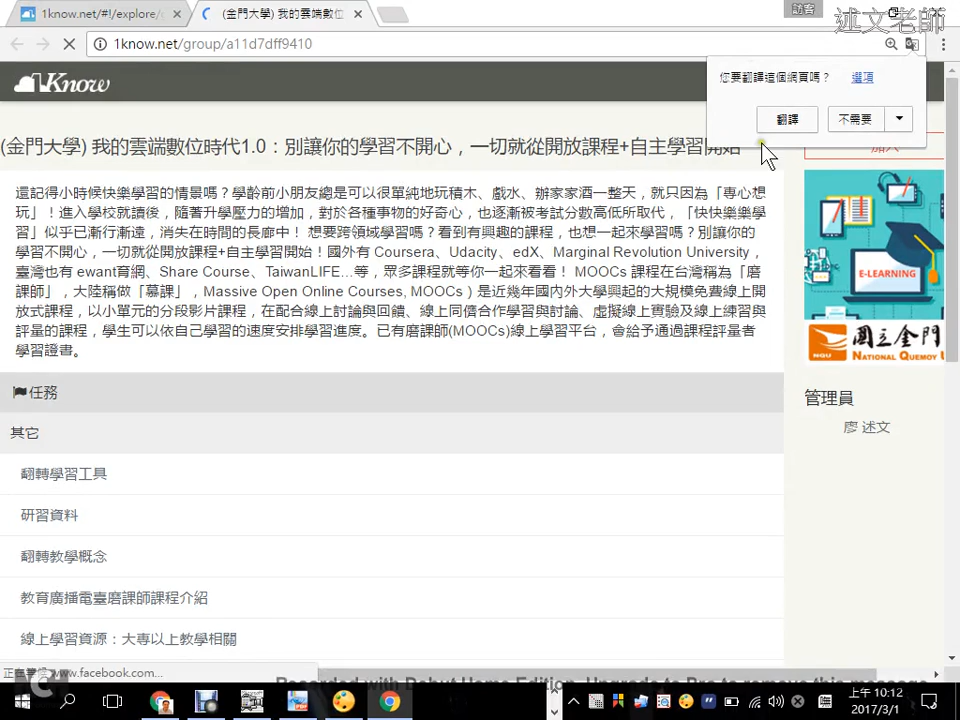 1know.net/#!/explore/
(金門大學) 我的雲端數位
訪客
述文老師
1know.net/group/a11d7dff9410
1Know
您要翻譯這個網頁嗎？ 選項
翻譯
不需要
(金門大學) 我的雲端數位時代1.0：別讓你的學習不開心，一切就從開放課程+自主學習開始
加入
還記得小時候快樂學習的情景嗎？學齡前小朋友總是可以很單純地玩積木、戲水、辦家家酒一整天，就只因為「專心想
玩」！進入學校就讀後，隨著升學壓力的增加，對於各種事物的好奇心，也逐漸被考試分數高低所取代，「快快樂樂學
習」似乎已漸行漸遠，消失在時間的長廊中！ 想要跨領域學習嗎？看到有興趣的課程，也想一起來學習嗎？別讓你的
學習不開心，一切就從開放課程+自主學習開始！國外有 Coursera、Udacity、edX、Marginal Revolution University，
臺灣也有 ewant育網、Share Course、TaiwanLIFE...等，眾多課程就等你一起來看看！ MOOCs 課程在台灣稱為「磨
課師」，大陸稱做「慕課」，Massive Open Online Courses, MOOCs ) 是近幾年國內外大學興起的大規模免費線上開
放式課程，以小單元的分段影片課程，在配合線上討論與回饋、線上同儕合作學習與討論、虛擬線上實驗及線上練習與
評量的課程，學生可以依自己學習的速度安排學習進度。已有磨課師(MOOCs)線上學習平台，會給予通過課程評量者
學習證書。
E-LEARNING
國立金門
NQU NATIONAL QUEMOY
管理員
廖 述文
任務
其它
翻轉學習工具
研習資料
翻轉教學概念
教育廣播電臺磨課師課程介紹
線上學習資源：大專以上教學相關
www.facebook.com...
Recorded with Debut Home Edition. Upgrade to Pro to remove this
上午 10:12
2017/3/1